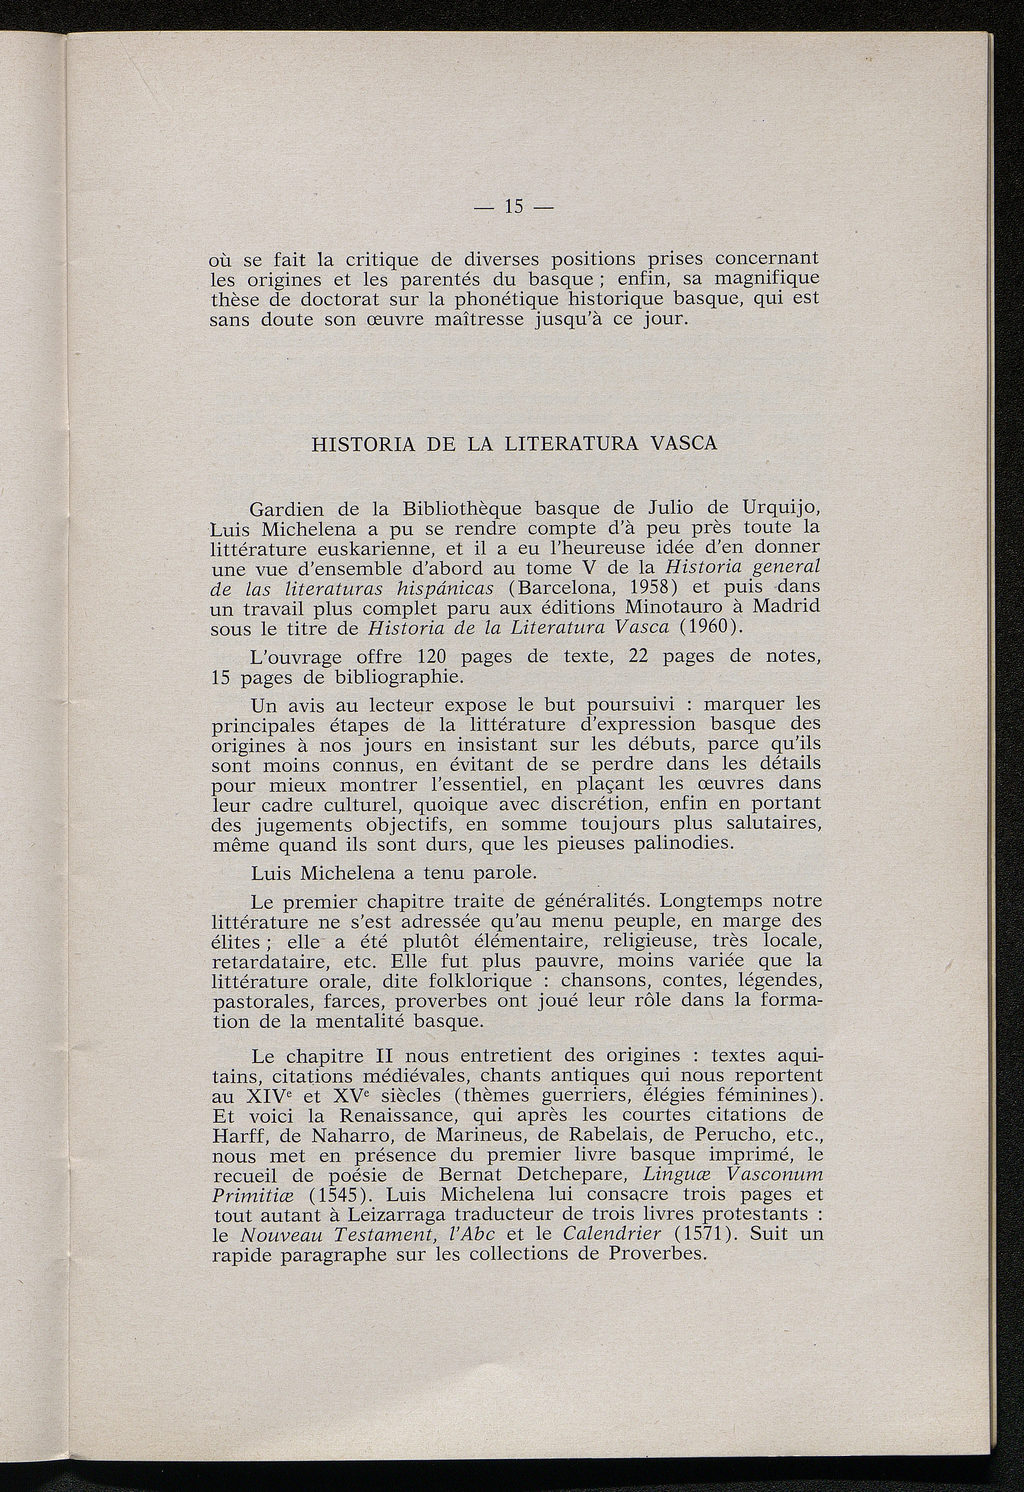 — 15 —
où se fait la critique de diverses positions prises concernant
les origines et les parentés du basque ; enfin, sa magnifique
thèse de doctorat sur la phonétique historique basque, qui est
sans doute son œuvre maîtresse jusqu'à ce jour.
HISTORIA DE LA LITERATURA VASCA
Gardien de la Bibliothèque basque de Julio de Urquijo,
Luis Michelena a pu se rendre compte d'à peu près toute la
littérature euskarienne, et il a eu l'heureuse idée d'en donner
une vue d'ensemble d'abord au tome V de la Historia general
de las literaturas hispánicas (Barcelona, 1958) et puis dans
un travail plus complet paru aux éditions Minotauro à Madrid
sous le titre de Historia de la Literatura Vasca (1960).
L'ouvrage offre 120 pages de texte, 22 pages de notes,
15 pages de bibliographie.
Un avis au lecteur expose le but poursuivi : marquer les
principales étapes de la littérature d'expression basque des
origines à nos jours en insistant sur les débuts, parce qu'ils
sont moins connus, en évitant de se perdre dans les détails
pour mieux montrer l'essentiel, en plaçant les œuvres dans
leur cadre culturel, quoique avec discrétion, enfin en portant
des jugements objectifs, en somme toujours plus salutaires,
même quand ils sont durs, que les pieuses palinodies.
Luis Michelena a tenu parole.
Le premier chapitre traite de généralités. Longtemps notre
littérature ne s'est adressée qu'au menu peuple, en marge des
élites ; elle a été plutôt élémentaire, religieuse, très locale,
retardataire, etc. Elle fut plus pauvre, moins variée que la
littérature orale, dite folklorique : chansons, contes, légendes,
pastorales, farces, proverbes ont joué leur rôle dans la forma-
tion de la mentalité basque.
Le chapitre II nous entretient des origines : textes aqui-
tains, citations médiévales, chants antiques qui nous reportent
au XIVe et XVe siècles (thèmes guerriers, élégies féminines).
Et voici la Renaissance, qui après les courtes citations de
Harff, de Naharro, de Marineus, de Rabelais, de Perucho, etc.,
nous met en présence du premier livre basque imprimé, le
recueil de poésie de Bernat Detchepare, Linguæ Vasconum
Primitiæ (1545). Luis Michelena lui consacre trois pages et
tout autant à Leizarraga traducteur de trois livres protestants :
le Nouveau Testament, l'Abc et le Calendrier (1571). Suit un
rapide paragraphe sur les collections de Proverbes.